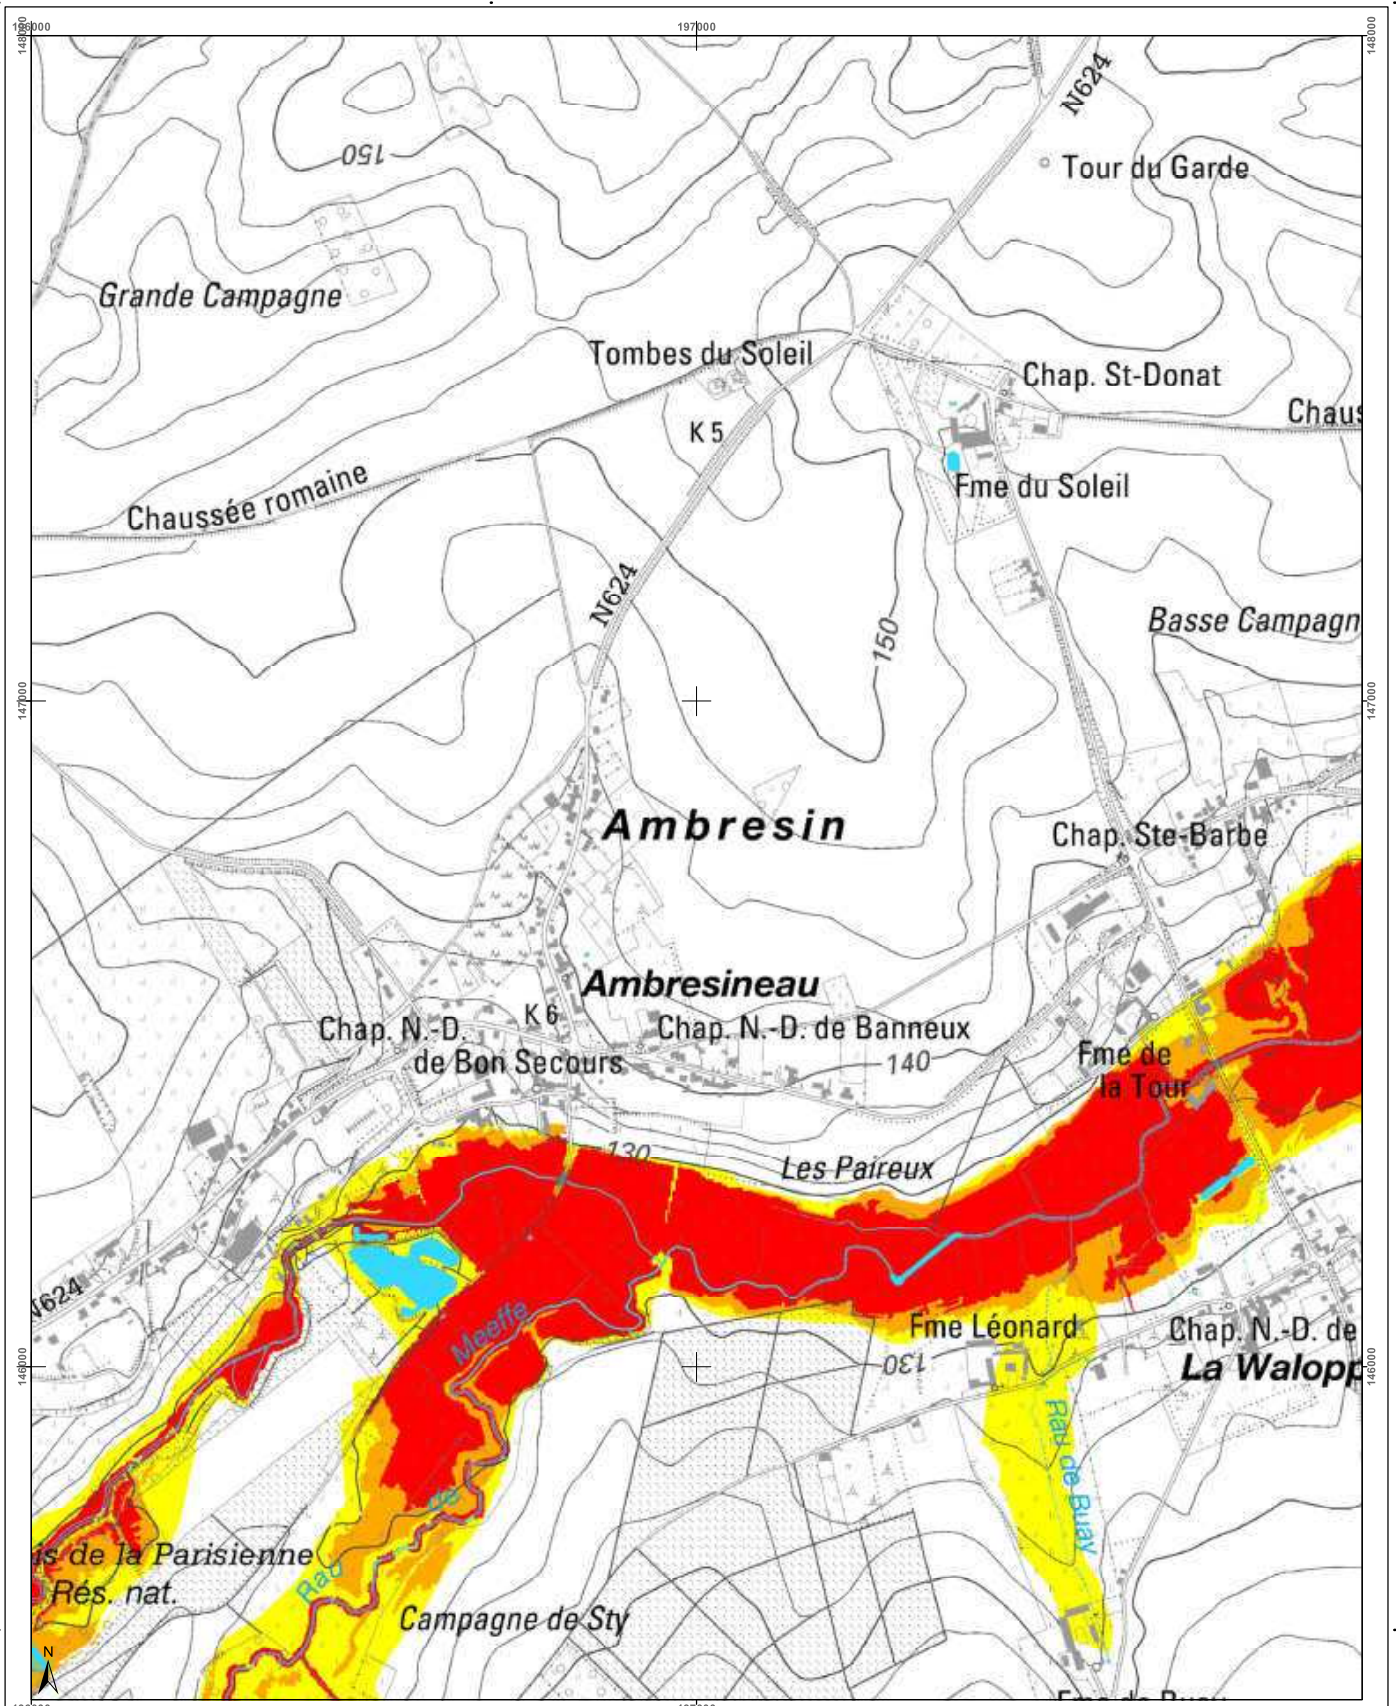 196000
197000
148000
148000
N624
150
Tour du Garde
Grande Campagne
Tombes du Soleil
Chap. St-Donat
Chaus
K 5
Chaussée romaine
Fme du Soleil
N624
150
Basse Campagn
147000
147000
Ambresin
Chap. Ste-Barbe
Ambresineau
K 6
Chap. N.-D.
de Bon Secours
Chap. N.-D. de Banneux
140
Fme de
la Tour
130
Les Paireux
N624
Meeffe
Fme Léonard
Chap. N.-D. de
La Walopp
130
146000
146000
Rau de Buay
de
is de la Parisienne
Rés. nat.
Rau
Campagne de Sty
N